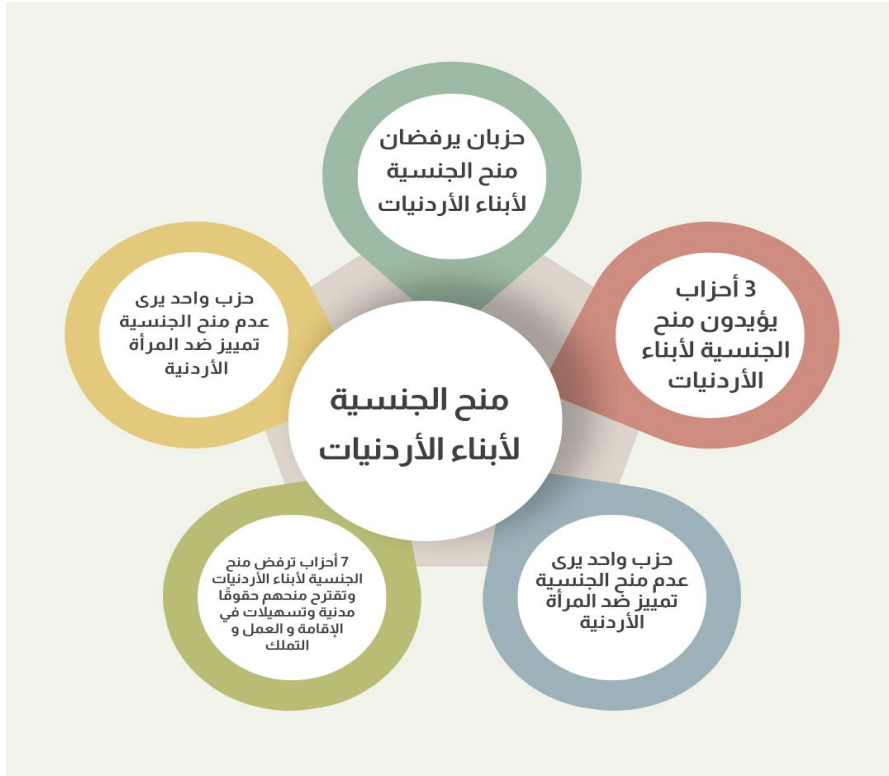 حزبان يرفضان
منح الجنسية
لأبناء الأردنيات
3 أحزاب
يؤيدون منح
الجنسية لأبناء
الأردنيات
حزب واحد يرى
عدم منح الجنسية
تمييز ضد المرأة
الأردنية
منح الجنسية
لأبناء الأردنيات
حزب واحد يرى
عدم منح الجنسية
تمييز ضد المرأة
الأردنية
7 أحزاب ترفض منح
الجنسية لأبناء الأردنيات
وتقترح منحهم حقوقًا
مدنية وتسهيلات في
الإقامة و العمل و
التملك